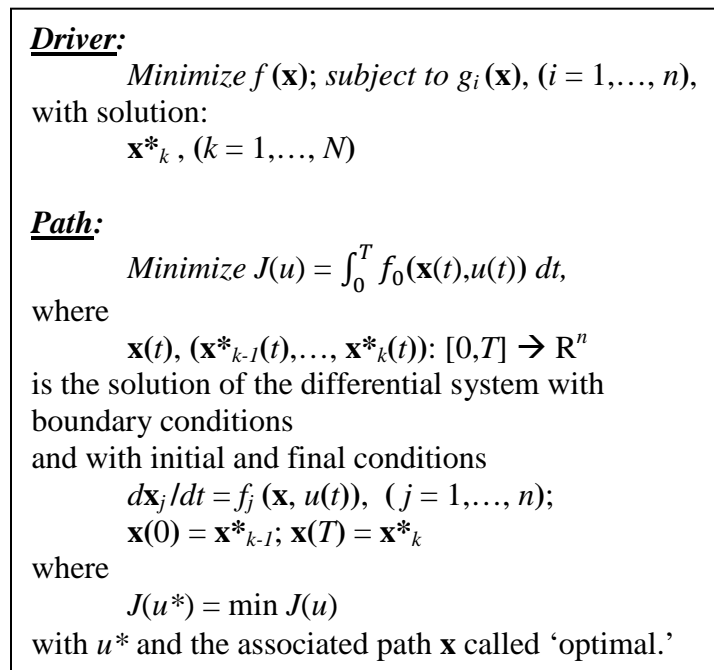 Driver:
Minimize f (x); subject to gᵢ (x), (i = 1,…, n),
with solution:
x*ₖ , (k = 1,…, N)
Path:
Minimize J(u) = ∫₀ᵀ f₀(x(t),u(t)) dt,
where
x(t), (x*ₖ₋₁(t),…, x*ₖ(t)): [0,T] → Rⁿ
is the solution of the differential system with
boundary conditions
and with initial and final conditions
dxⱼ/dt = fⱼ (x, u(t)), ( j = 1,…, n);
x(0) = x*ₖ₋₁; x(T) = x*ₖ
where
J(u*) = min J(u)
with u* and the associated path x called ‘optimal.’